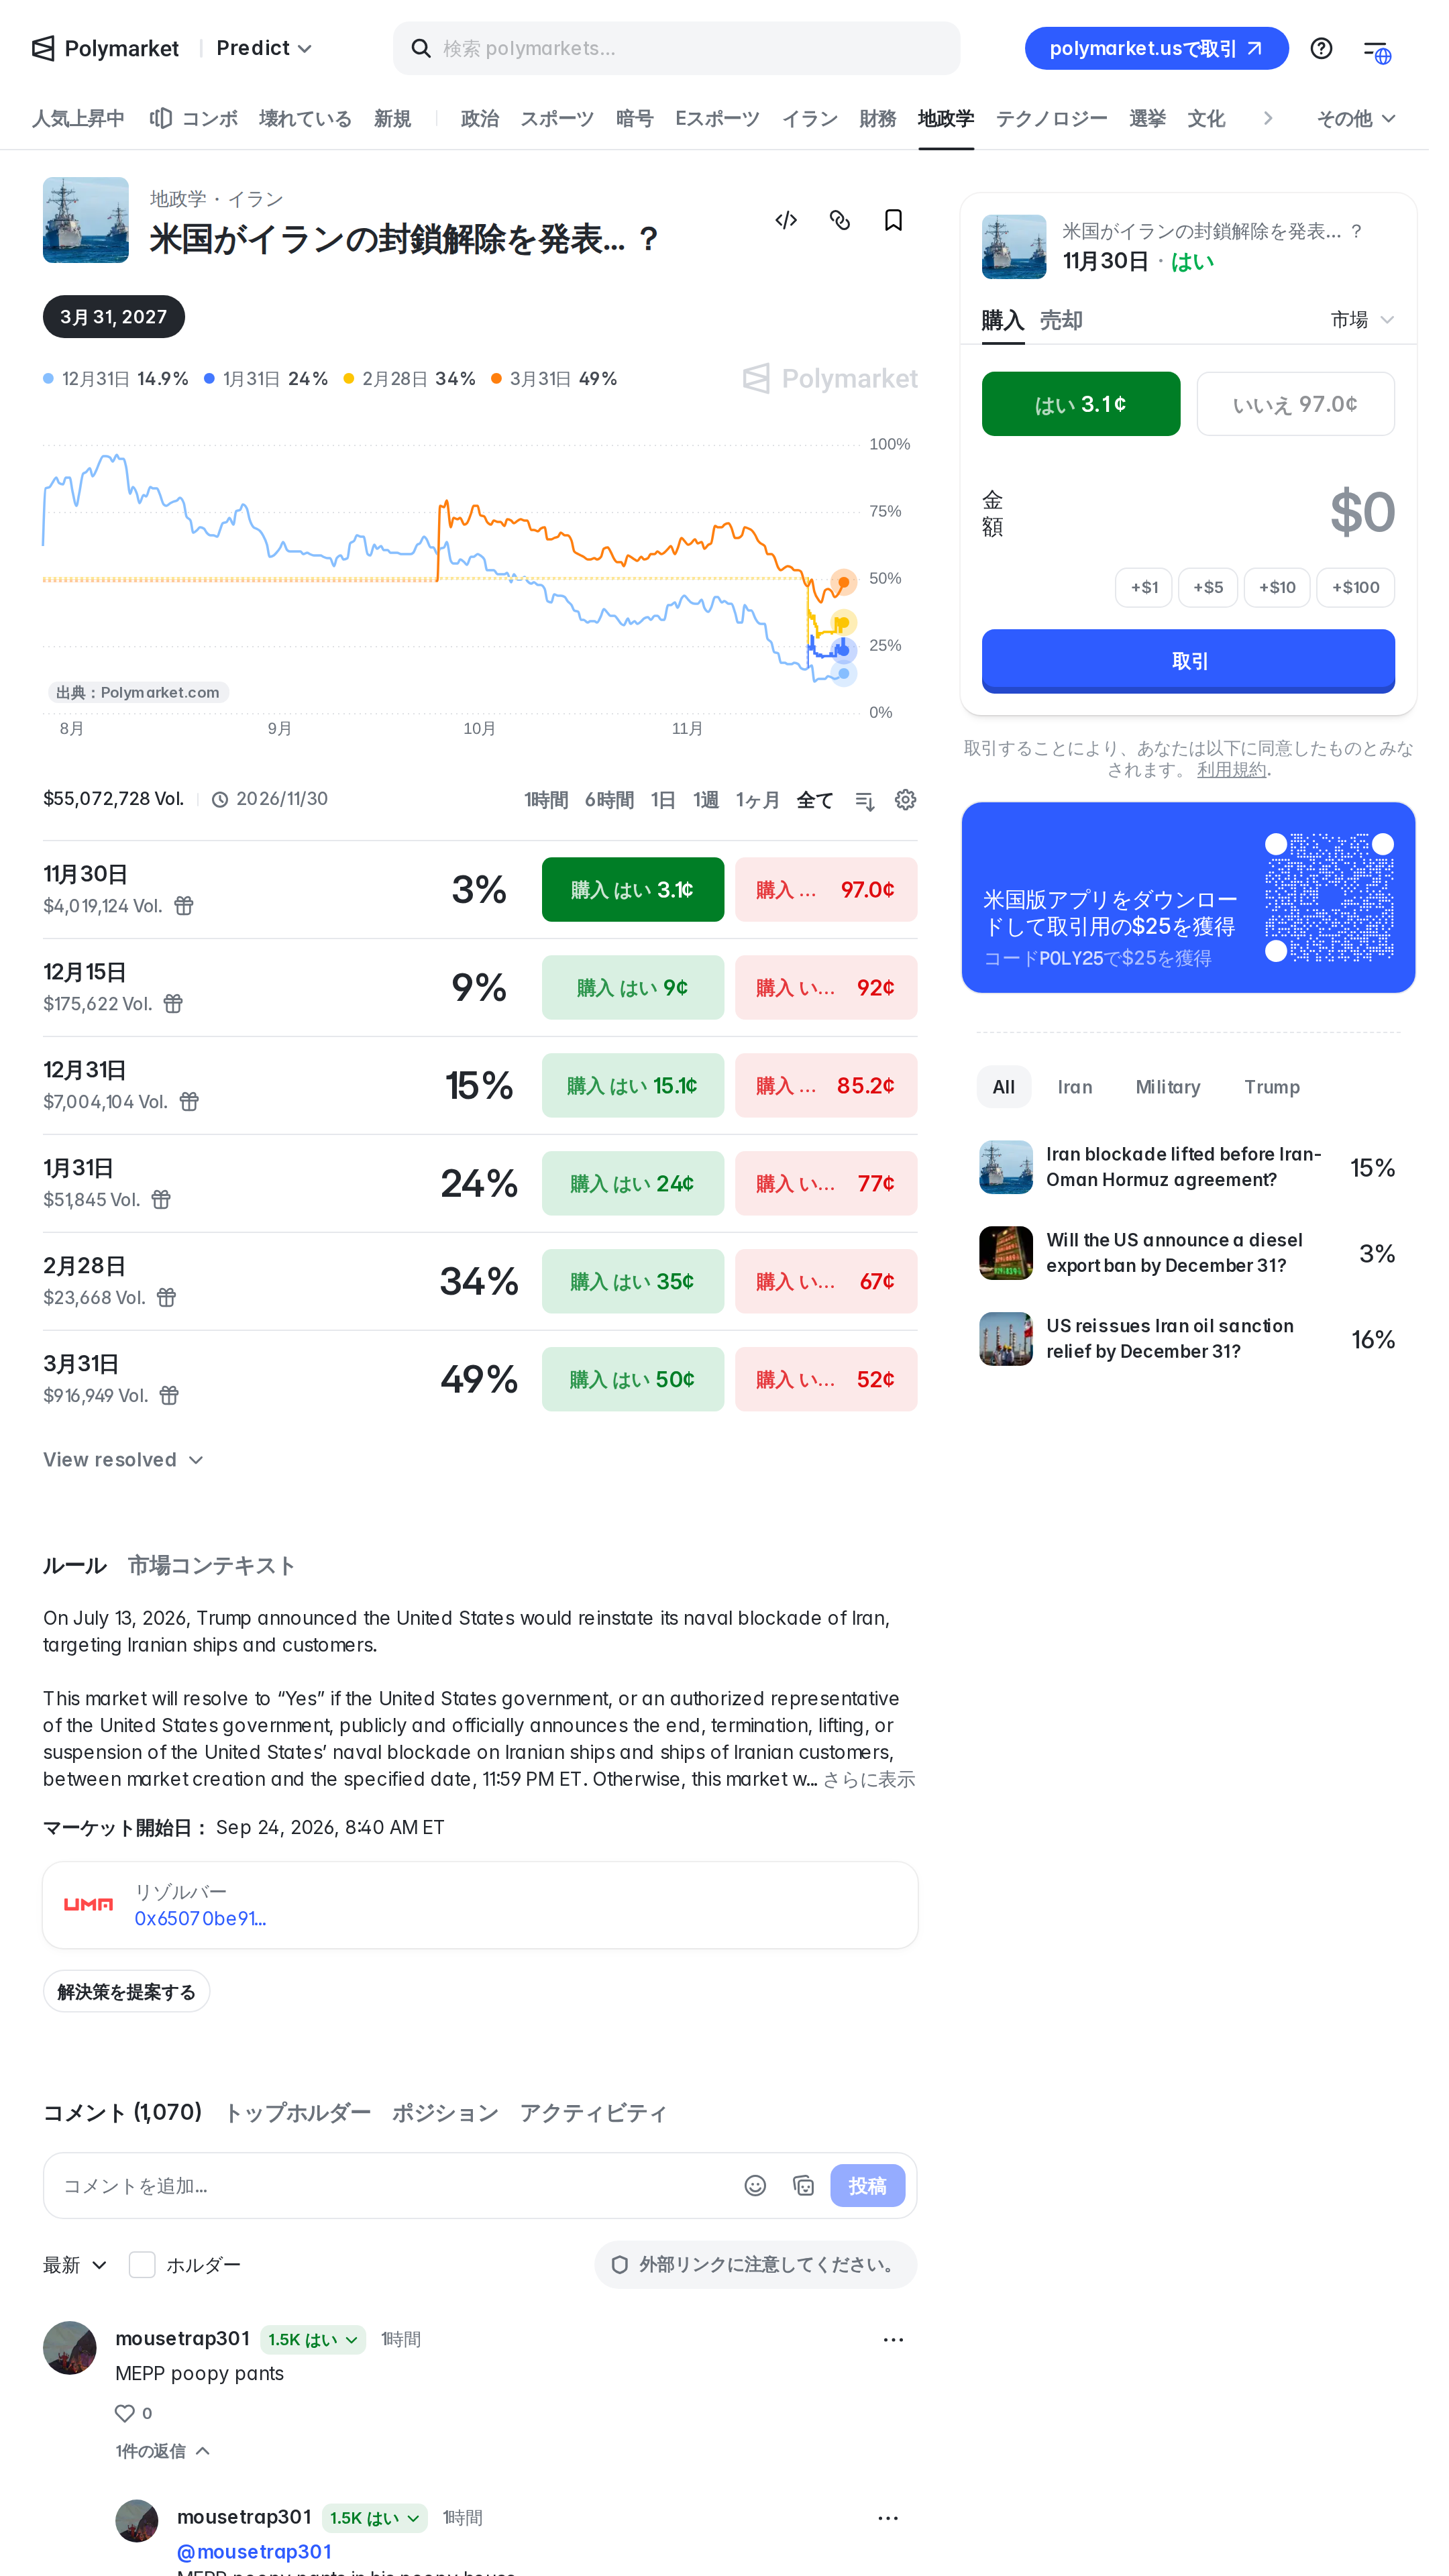 Polymarket
Predict
検索 polymarkets...
polymarket.usで取引
人気上昇中 コンボ 壊れている 新規 政治 スポーツ 暗号 Eスポーツ イラン 財務 地政学 テクノロジー 選挙 文化 その他
地政学 · イラン
米国がイランの封鎖解除を発表... ？
3月 31, 2027
12月31日 14.9% 1月31日 24% 2月28日 34% 3月31日 49%
Polymarket
100%
75%
50%
25%
0%
出典：Polymarket.com
8月 9月 10月 11月
$55,072,728 Vol. 2026/11/30
1時間 6時間 1日 1週 1ヶ月 全て
11月30日
$4,019,124 Vol.
3%
購入 はい 3.1¢
購入 ... 97.0¢
12月15日
$175,622 Vol.
9%
購入 はい 9¢
購入 い... 92¢
12月31日
$7,004,104 Vol.
15%
購入 はい 15.1¢
購入 ... 85.2¢
1月31日
$51,845 Vol.
24%
購入 はい 24¢
購入 い... 77¢
2月28日
$23,668 Vol.
34%
購入 はい 35¢
購入 い... 67¢
3月31日
$916,949 Vol.
49%
購入 はい 50¢
購入 い... 52¢
View resolved
ルール 市場コンテキスト
On July 13, 2026, Trump announced the United States would reinstate its naval blockade of Iran,
targeting Iranian ships and customers.
This market will resolve to “Yes” if the United States government, or an authorized representative
of the United States government, publicly and officially announces the end, termination, lifting, or
suspension of the United States’ naval blockade on Iranian ships and ships of Iranian customers,
between market creation and the specified date, 11:59 PM ET. Otherwise, this market w... さらに表示
マーケット開始日： Sep 24, 2026, 8:40 AM ET
UMA
リゾルバー
0x65070be91...
解決策を提案する
コメント (1,070) トップホルダー ポジション アクティビティ
コメントを追加...
投稿
最新 ホルダー
外部リンクに注意してください。
mousetrap301 1.5K はい 1時間
MEPP poopy pants
0
1件の返信
mousetrap301 1.5K はい 1時間
@mousetrap301
MEPP poopy pants in his poopy house
米国がイランの封鎖解除を発表... ？
11月30日 · はい
購入 売却
市場
はい 3.1¢
いいえ 97.0¢
金
額
$0
+$1 +$5 +$10 +$100
取引
取引することにより、あなたは以下に同意したものとみな
されます。 利用規約.
米国版アプリをダウンロー
ドして取引用の$25を獲得
コードPOLY25で$25を獲得
All Iran Military Trump
Iran blockade lifted before Iran-
Oman Hormuz agreement?
15%
Will the US announce a diesel
export ban by December 31?
3%
US reissues Iran oil sanction
relief by December 31?
16%